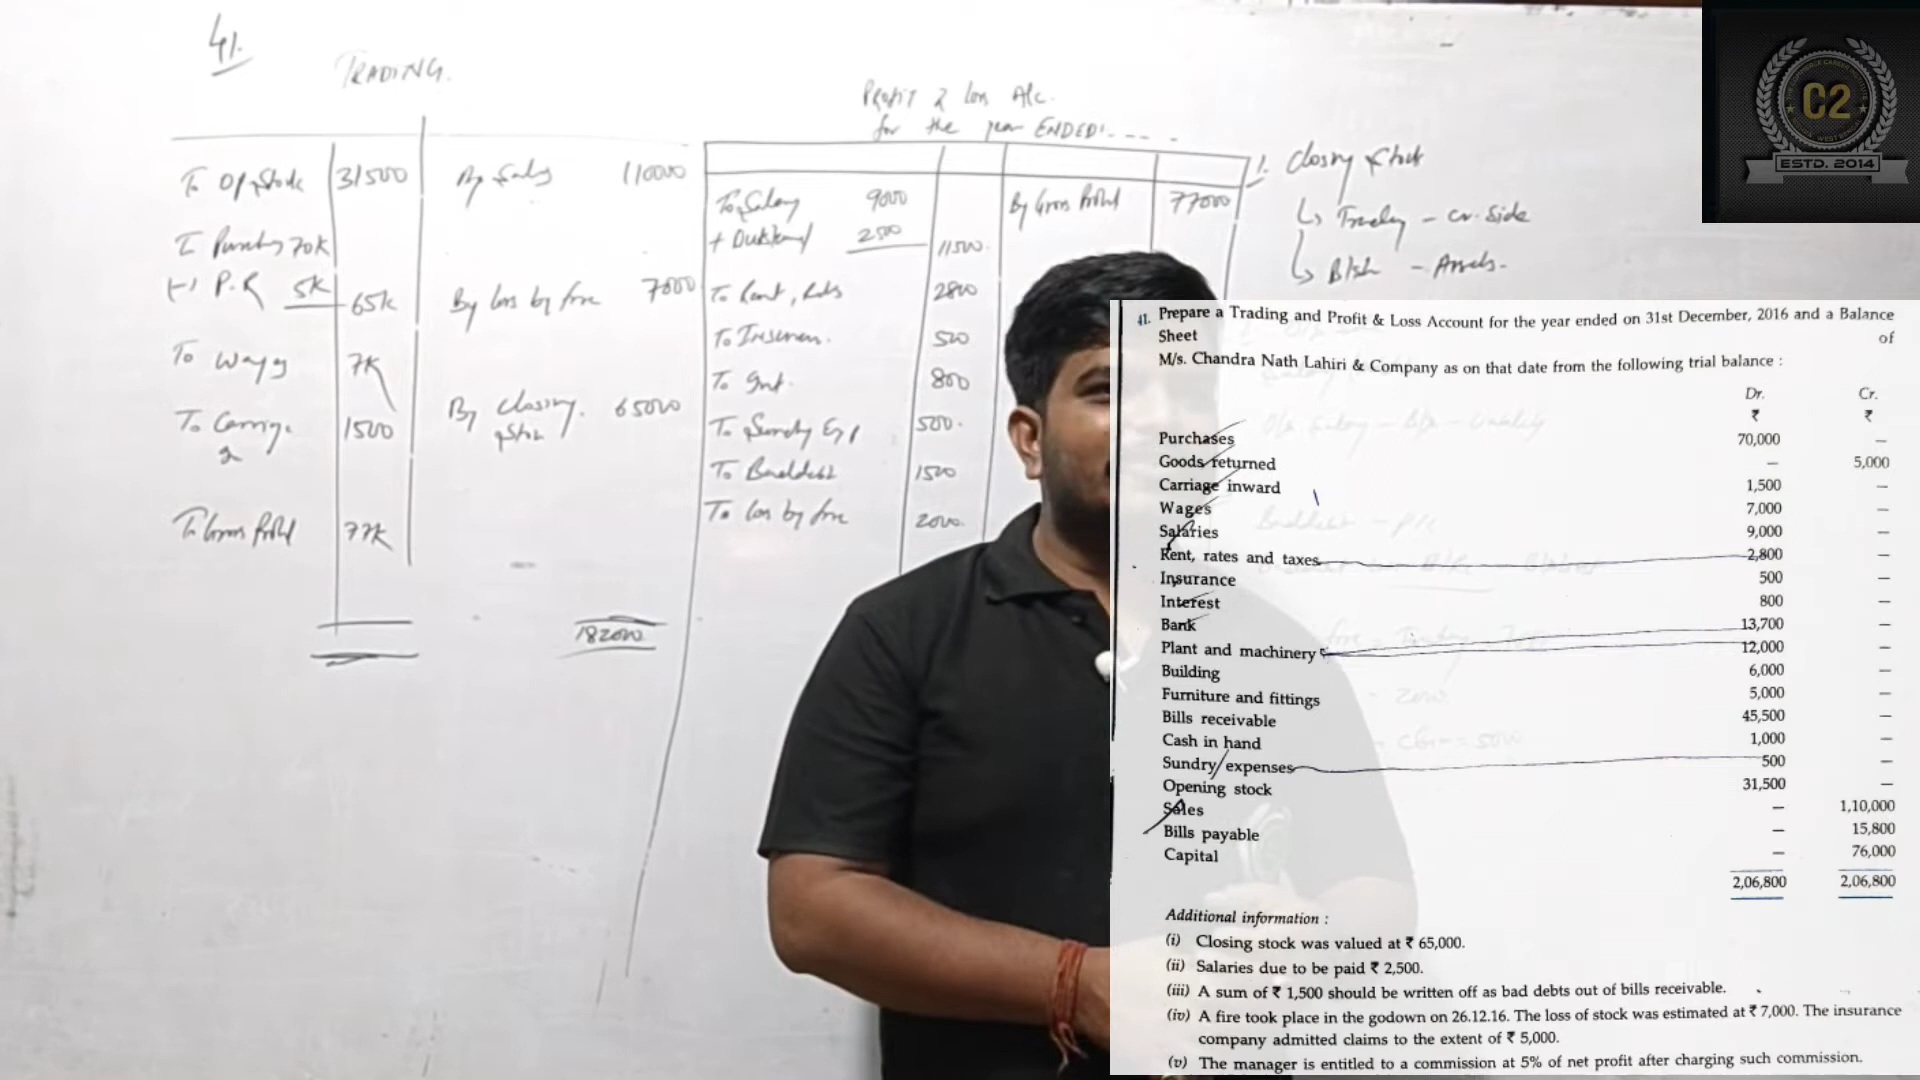 41.
TRADING.
Profit & Loss A/c.
for the year ENDED:----
To Op Stock 31500 By Sales 110000
To Purchs 70K
(-) P.R 5K 65K By loss by fire 7000
To Wages 7K
To Carriage 1500 By Closing 65000
To Gross Profit 77K
182000
To Salary 9000 By Gross Profit 77000
+ Outstand 2500 11500.
To Rent, Rates 2800
To Insuran. 500
To Int. 800
To Sundry Exp 500.
To Baddebt 1500
To loss by fire 2000.
1. Closing Stock
↳ Trading - Cr. Side
↳ B/sh - Assets.
C2
ESTD. 2014
41. Prepare a Trading and Profit & Loss Account for the year ended on 31st December, 2016 and a Balance Sheet of
M/s. Chandra Nath Lahiri & Company as on that date from the following trial balance :
Dr. Cr.
₹ ₹
Purchases 70,000 —
Goods returned — 5,000
Carriage inward 1,500 —
Wages 7,000 —
Salaries 9,000 —
Rent, rates and taxes 2,800 —
Insurance 500 —
Interest 800 —
Bank 13,700 —
Plant and machinery 12,000 —
Building 6,000 —
Furniture and fittings 5,000 —
Bills receivable 45,500 —
Cash in hand 1,000 —
Sundry expenses 500 —
Opening stock 31,500 —
Sales — 1,10,000
Bills payable — 15,800
Capital — 76,000
2,06,800 2,06,800
Additional information :
(i) Closing stock was valued at ₹ 65,000.
(ii) Salaries due to be paid ₹ 2,500.
(iii) A sum of ₹ 1,500 should be written off as bad debts out of bills receivable.
(iv) A fire took place in the godown on 26.12.16. The loss of stock was estimated at ₹ 7,000. The insurance
company admitted claims to the extent of ₹ 5,000.
(v) The manager is entitled to a commission at 5% of net profit after charging such commission.